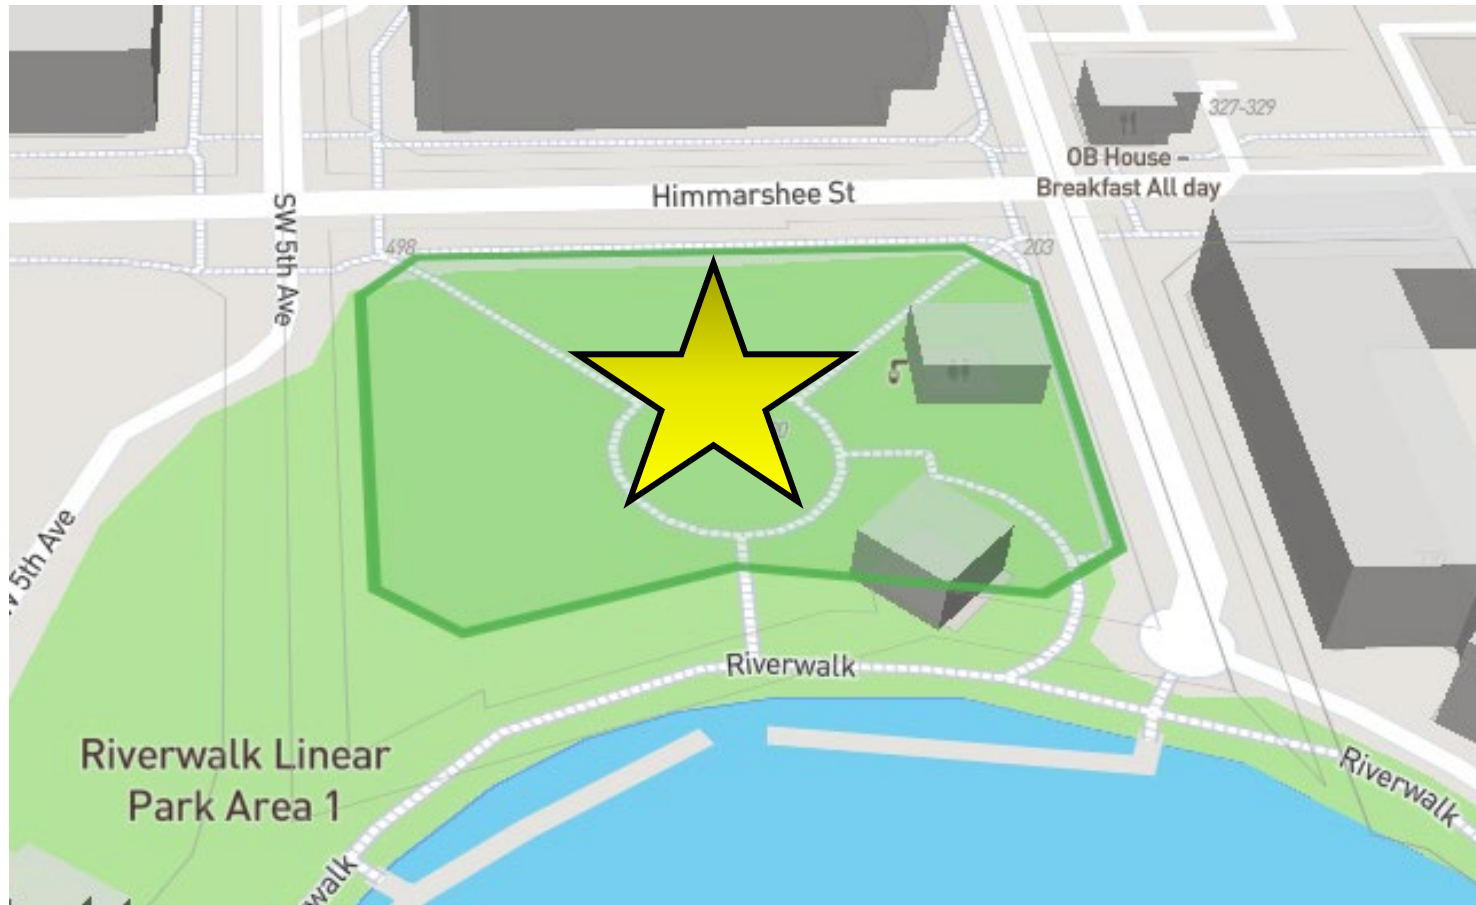 327-329
OB House –
Breakfast All day
Himmarshee St
SW 5th Ave
498
203
5th Ave
Riverwalk
Riverwalk Linear
Park Area 1
Riverwalk